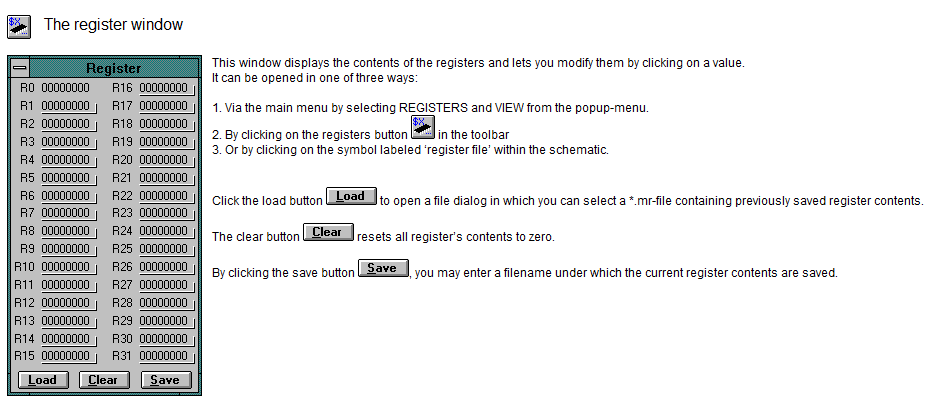 $X
The register window
Register
R0 00000000 R16 00000000
R1 00000000 R17 00000000
R2 00000000 R18 00000000
R3 00000000 R19 00000000
R4 00000000 R20 00000000
R5 00000000 R21 00000000
R6 00000000 R22 00000000
R7 00000000 R23 00000000
R8 00000000 R24 00000000
R9 00000000 R25 00000000
R10 00000000 R26 00000000
R11 00000000 R27 00000000
R12 00000000 R28 00000000
R13 00000000 R29 00000000
R14 00000000 R30 00000000
R15 00000000 R31 00000000
Load Clear Save
This window displays the contents of the registers and lets you modify them by clicking on a value.
It can be opened in one of three ways:
1. Via the main menu by selecting REGISTERS and VIEW from the popup-menu.
2. By clicking on the registers button $X in the toolbar
3. Or by clicking on the symbol labeled ‘register file’ within the schematic.
Click the load button Load to open a file dialog in which you can select a *.mr-file containing previously saved register contents.
The clear button Clear resets all register’s contents to zero.
By clicking the save button Save, you may enter a filename under which the current register contents are saved.